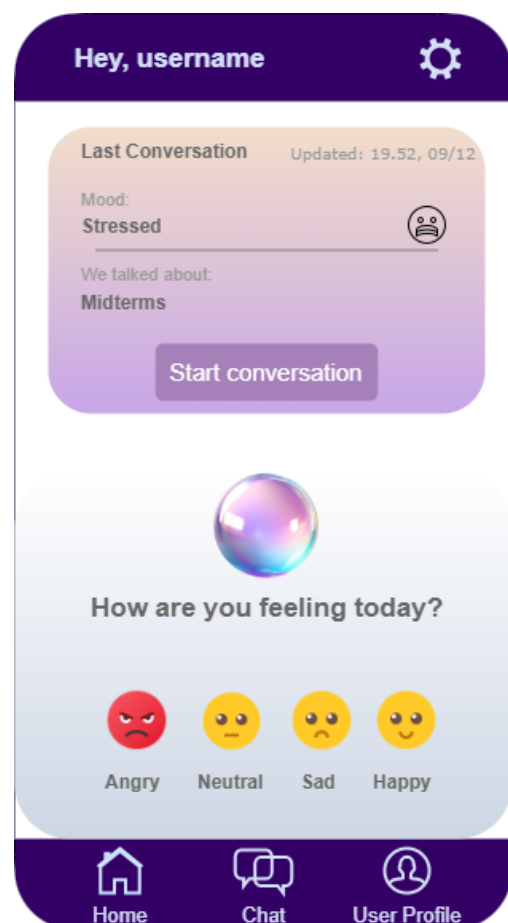 Hey, username
Last Conversation Updated: 19.52, 09/12
Mood:
Stressed
We talked about:
Midterms
Start conversation
How are you feeling today?
Angry Neutral Sad Happy
Home Chat User Profile